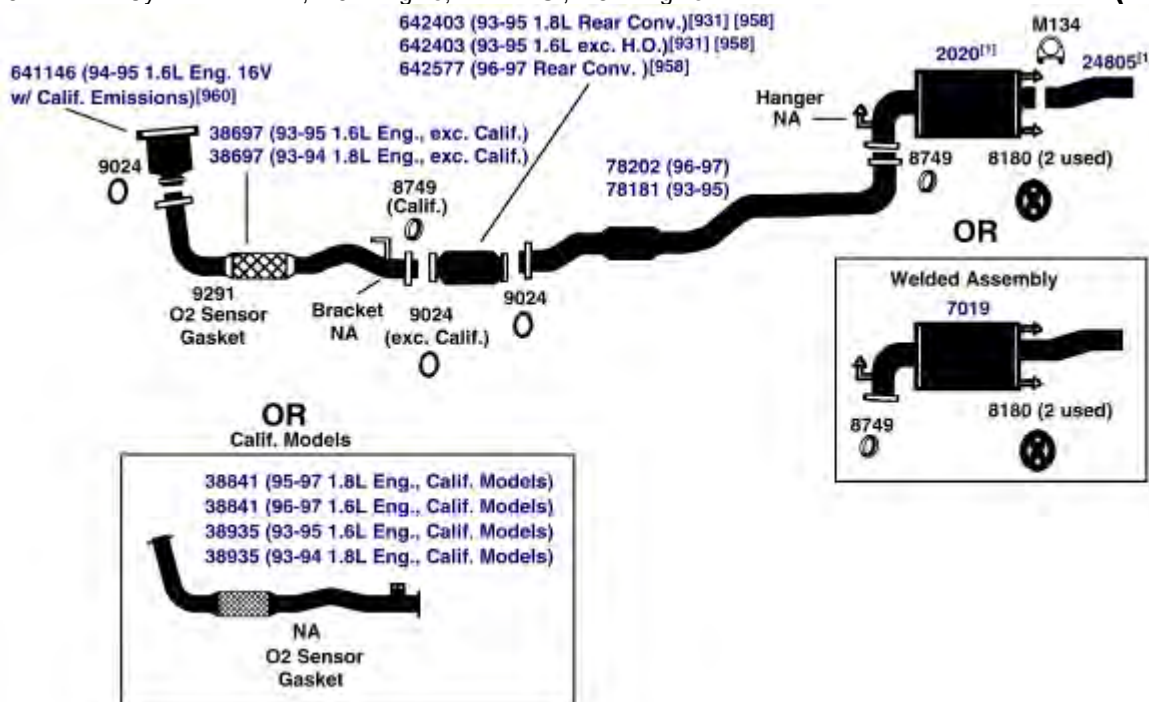 642403 (93-95 1.8L Rear Conv.)[931] [958]
642403 (93-95 1.6L exc. H.O.)[931] [958]
642577 (96-97 Rear Conv. )[958]
M134
2020[1]
24805[1
641146 (94-95 1.6L Eng. 16V
w/ Calif. Emissions)[960]
Hanger
NA
38697 (93-95 1.6L Eng., exc. Calif.)
38697 (93-94 1.8L Eng., exc. Calif.)
9024
8749
(Calif.)
78202 (96-97)
78181 (93-95)
8749
8180 (2 used)
OR
9291
O2 Sensor
Gasket
Bracket
NA
9024
(exc. Calif.)
9024
Welded Assembly
7019
8749
8180 (2 used)
OR
Calif. Models
38841 (95-97 1.8L Eng., Calif. Models)
38841 (96-97 1.6L Eng., Calif. Models)
38935 (93-95 1.6L Eng., Calif. Models)
38935 (93-94 1.8L Eng., Calif. Models)
NA
O2 Sensor
Gasket